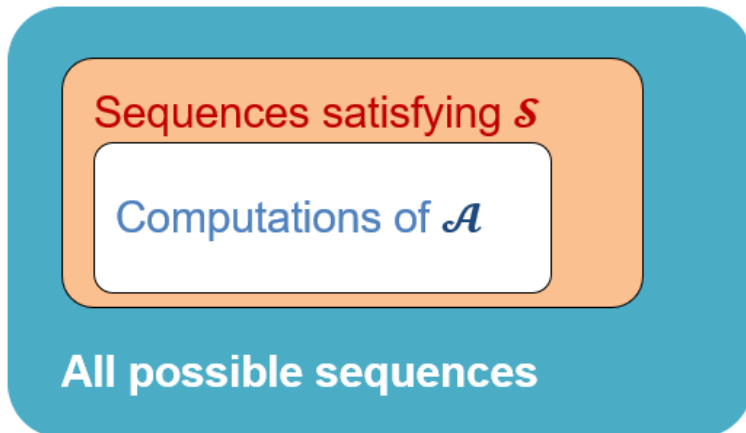 Sequences satisfying 𝓢
Computations of 𝓐
All possible sequences